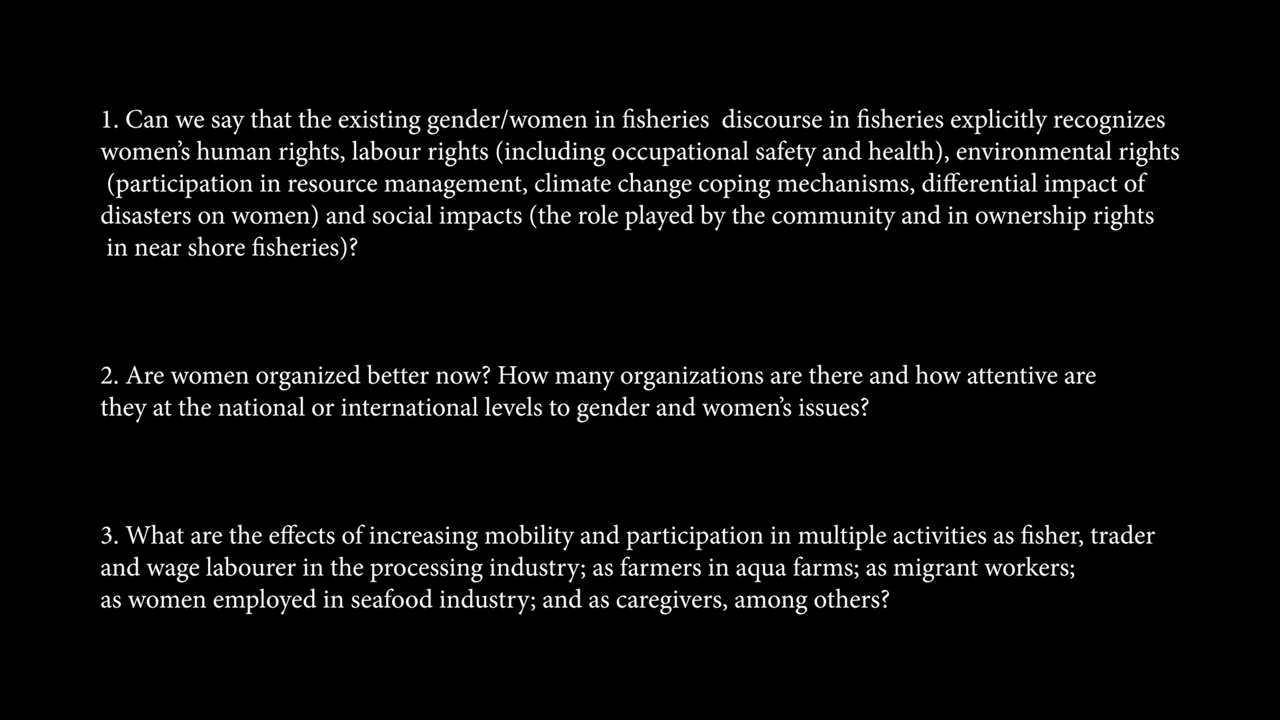 1. Can we say that the existing gender/women in fisheries  discourse in fisheries explicitly recognizes
women’s human rights, labour rights (including occupational safety and health), environmental rights
(participation in resource management, climate change coping mechanisms, differential impact of
disasters on women) and social impacts (the role played by the community and in ownership rights
in near shore fisheries)?
2. Are women organized better now? How many organizations are there and how attentive are
they at the national or international levels to gender and women’s issues?
3. What are the effects of increasing mobility and participation in multiple activities as fisher, trader
and wage labourer in the processing industry; as farmers in aqua farms; as migrant workers;
as women employed in seafood industry; and as caregivers, among others?